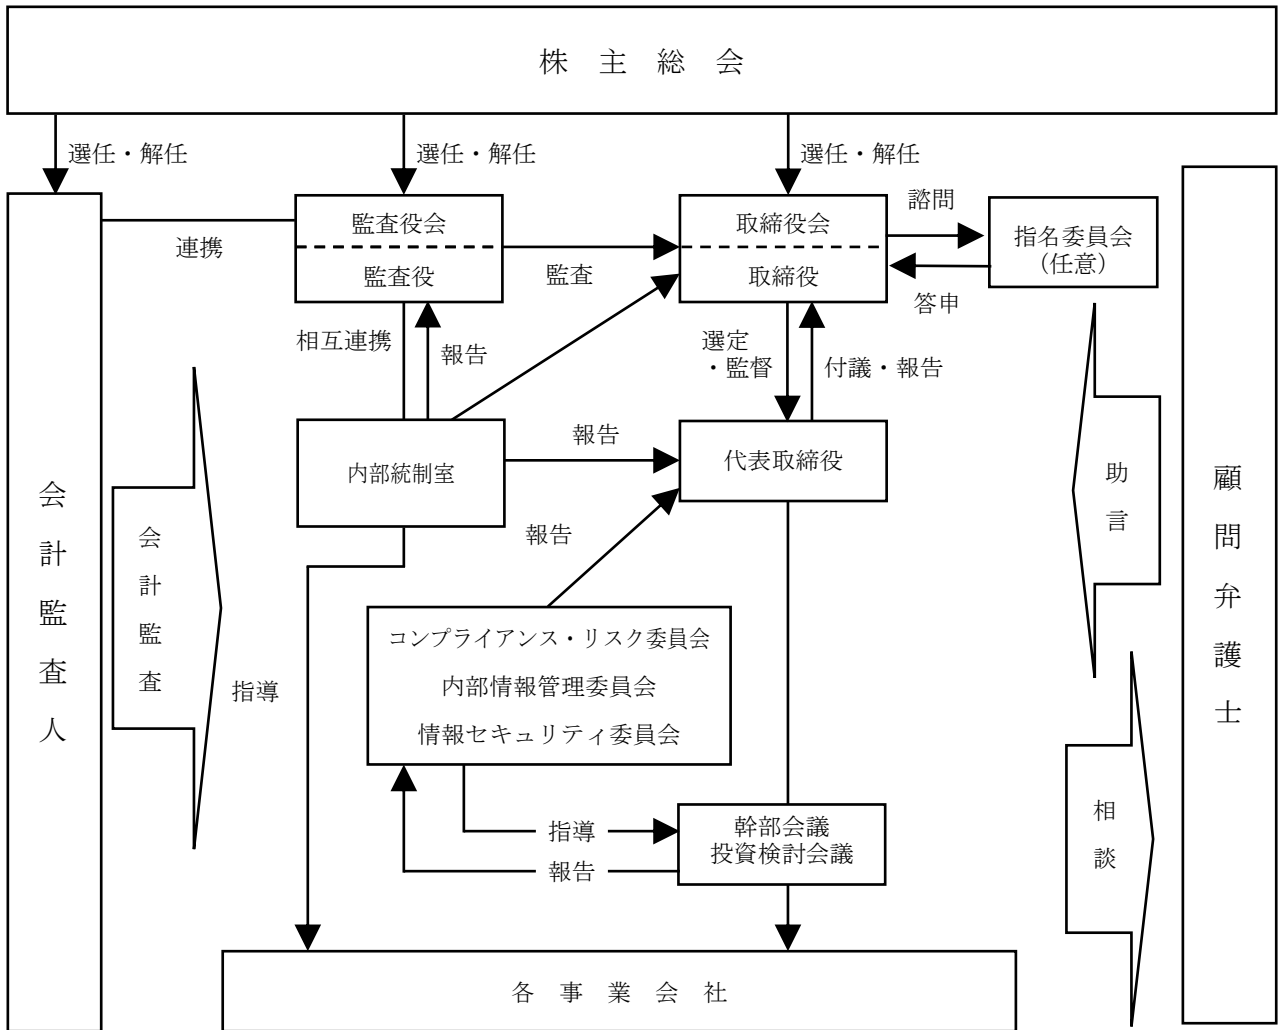 株主総会
選任・解任
選任・解任
選任・解任
監査役会
監査役
取締役会
取締役
諮問
指名委員会
（任意）
答申
連携
監査
相互連携
報告
選定
・監督
付議・報告
内部統制室
報告
代表取締役
報告
会計監査人
会計監査
指導
コンプライアンス・リスク委員会
内部情報管理委員会
情報セキュリティ委員会
助言
顧問弁護士
相談
指導
報告
幹部会議
投資検討会議
各事業会社